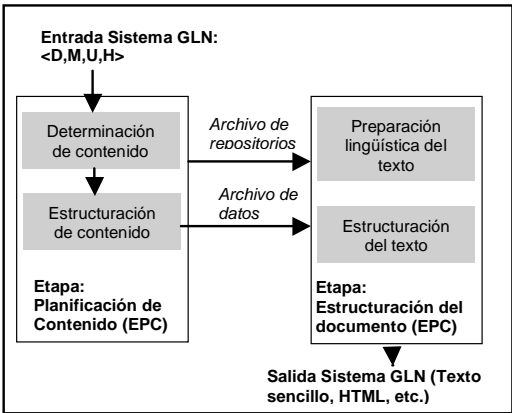 Entrada Sistema GLN:
<D,M,U,H>
Determinación
de contenido
Estructuración
de contenido
Etapa:
Planificación de
Contenido (EPC)
Archivo de
repositorios
Archivo de
datos
Preparación
lingüística del
texto
Estructuración
del texto
Etapa:
Estructuración del
documento (EPC)
Salida Sistema GLN (Texto
sencillo, HTML, etc.)